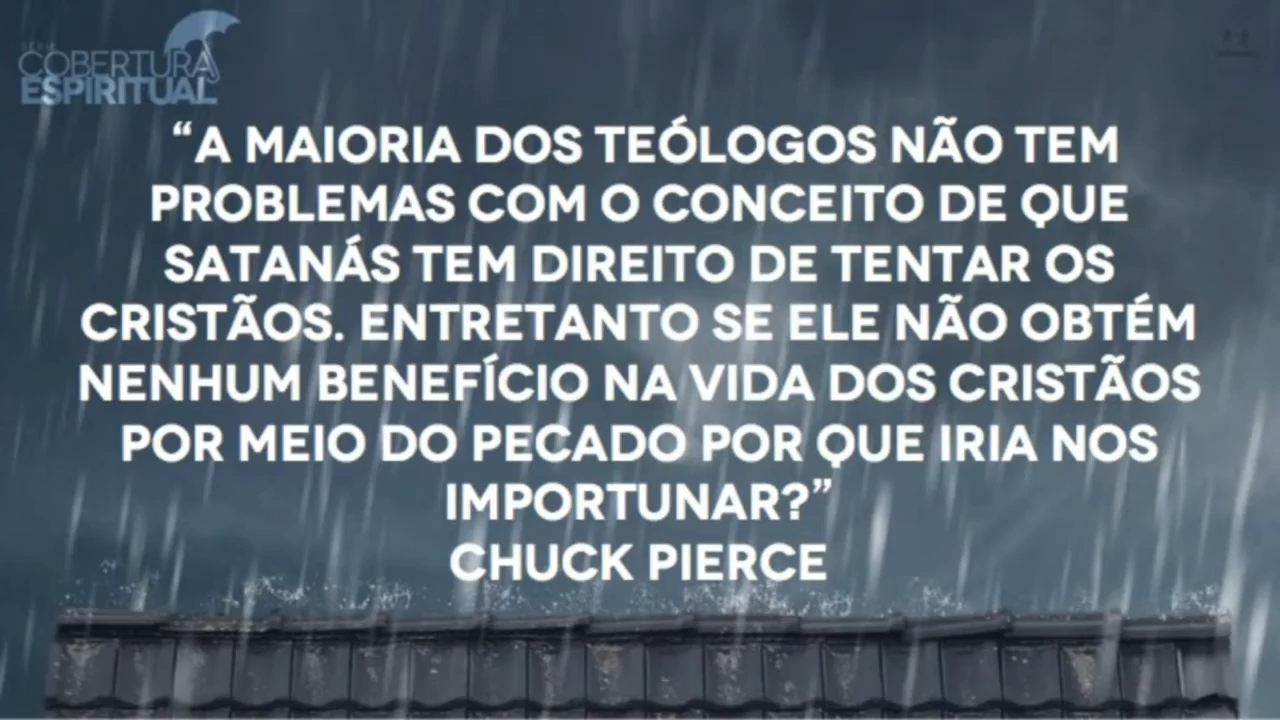 SÉRIE
COBERTURA
ESPIRITUAL
“A MAIORIA DOS TEÓLOGOS NÃO TEM
PROBLEMAS COM O CONCEITO DE QUE
SATANÁS TEM DIREITO DE TENTAR OS
CRISTÃOS. ENTRETANTO SE ELE NÃO OBTÉM
NENHUM BENEFÍCIO NA VIDA DOS CRISTÃOS
POR MEIO DO PECADO POR QUE IRIA NOS
IMPORTUNAR?”
CHUCK PIERCE